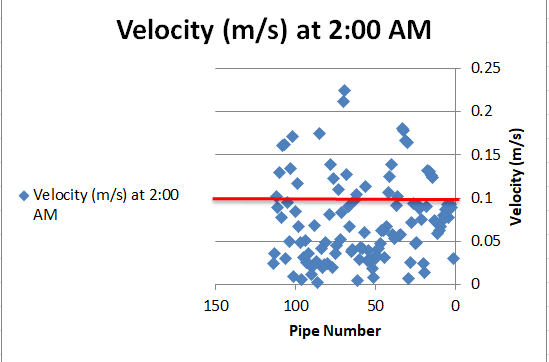 Velocity (m/s) at 2:00 AM
0.25
0.2
0.15
0.1
0.05
0
Velocity (m/s)
Velocity (m/s) at 2:00
AM
150
100
50
0
Pipe Number